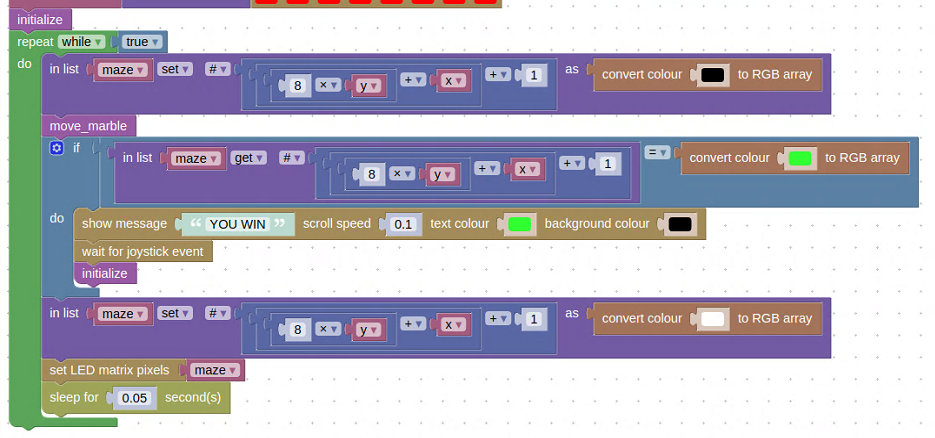 initialize
repeat while ▾ true ▾
do in list maze ▾ set ▾ # ▾ 8 × ▾ y ▾ + ▾ x ▾ + ▾ 1 as convert colour to RGB array
move_marble
if in list maze ▾ get ▾ # ▾ 8 × ▾ y ▾ + ▾ x ▾ + ▾ 1 = ▾ convert colour to RGB array
do show message “ YOU WIN ” scroll speed 0.1 text colour background colour
wait for joystick event
initialize
in list maze ▾ set ▾ # ▾ 8 × ▾ y ▾ + ▾ x ▾ + ▾ 1 as convert colour to RGB array
set LED matrix pixels maze ▾
sleep for 0.05 second(s)